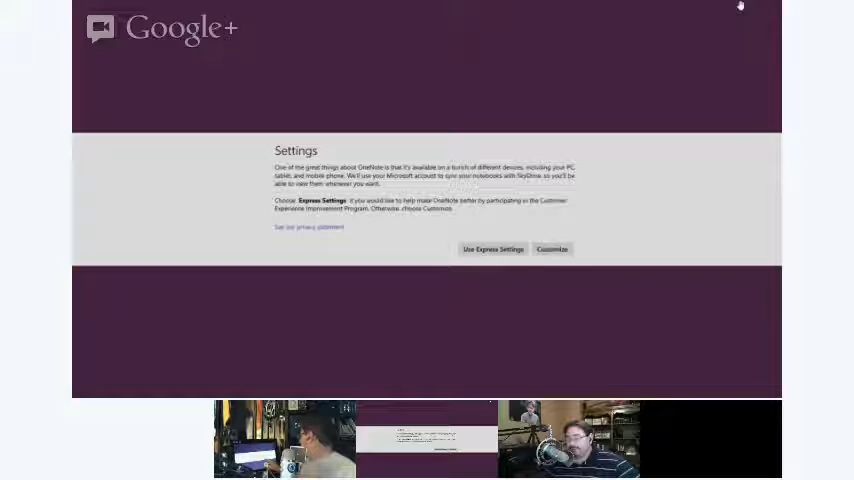 Google+
Settings
One of the great things about OneNote is that it's available on a bunch of different devices, including your PC,
tablet, and mobile phone. We'll use your Microsoft account to sync your notebooks with SkyDrive, so you'll be
able to view them whenever you want.
Choose Express Settings if you would like to help make OneNote better by participating in the Customer
Experience Improvement Program. Otherwise, choose Customize.
See our privacy statement
Use Express Settings
Customize